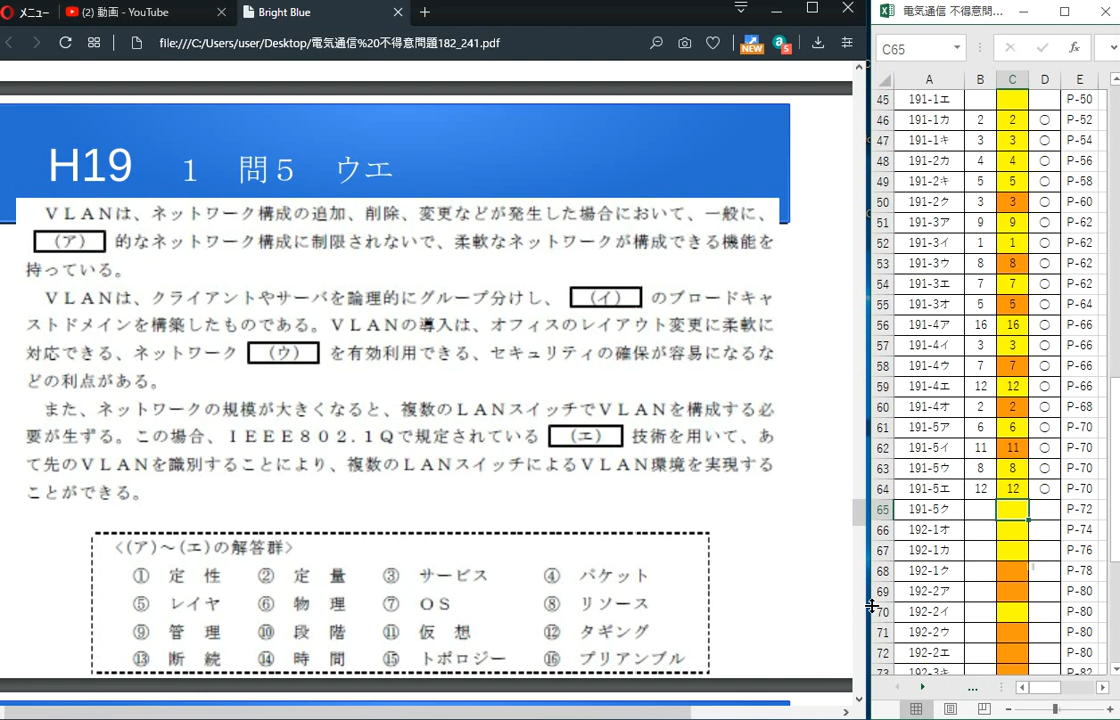 メニュー
(2) 動画 - YouTube
Bright Blue
file:///C:/Users/user/Desktop/電気通信%20不得意問題182_241.pdf
NEW
H19 1 問5 ウエ
VLANは、ネットワーク構成の追加、削除、変更などが発生した場合において、一般に、
(ア) 的なネットワーク構成に制限されないで、柔軟なネットワークが構成できる機能を
持っている。
VLANは、クライアントやサーバを論理的にグループ分けし、 (イ) のブロードキャ
ストドメインを構築したものである。VLANの導入は、オフィスのレイアウト変更に柔軟に
対応できる、ネットワーク (ウ) を有効利用できる、セキュリティの確保が容易になるな
どの利点がある。
また、ネットワークの規模が大きくなると、複数のLANスイッチでVLANを構成する必
要が生ずる。この場合、IEEE802.1Qで規定されている (エ) 技術を用いて、あ
て先のVLANを識別することにより、複数のLANスイッチによるVLAN環境を実現する
ことができる。
<(ア)~(エ)の解答群>
① 定 性 ② 定 量 ③ サービス ④ パケット
⑤ レイヤ ⑥ 物 理 ⑦ OS ⑧ リソース
⑨ 管 理 ⑩ 段 階 ⑪ 仮 想 ⑫ タギング
⑬ 断 続 ⑭ 時 間 ⑮ トポロジー ⑯ プリアンブル
電気通信 不得意問...
C65
fx
A B C D E
45 191-1エ P-50
46 191-1カ 2 2 ○ P-52
47 191-1キ 3 3 ○ P-54
48 191-2カ 4 4 ○ P-56
49 191-2キ 5 5 ○ P-58
50 191-2ク 3 3 ○ P-60
51 191-3ア 9 9 ○ P-62
52 191-3イ 1 1 ○ P-62
53 191-3ウ 8 8 ○ P-62
54 191-3エ 7 7 ○ P-62
55 191-3オ 5 5 ○ P-64
56 191-4ア 16 16 ○ P-66
57 191-4イ 3 3 ○ P-66
58 191-4ウ 7 7 ○ P-66
59 191-4エ 12 12 ○ P-66
60 191-4オ 2 2 ○ P-68
61 191-5ア 6 6 ○ P-70
62 191-5イ 11 11 ○ P-70
63 191-5ウ 8 8 ○ P-70
64 191-5エ 12 12 ○ P-70
65 191-5ク P-72
66 192-1オ P-74
67 192-1カ P-76
68 192-1ク P-78
69 192-2ア P-80
70 192-2イ P-80
71 192-2ウ P-80
72 192-2エ P-80
73 192-3キ P-82
...